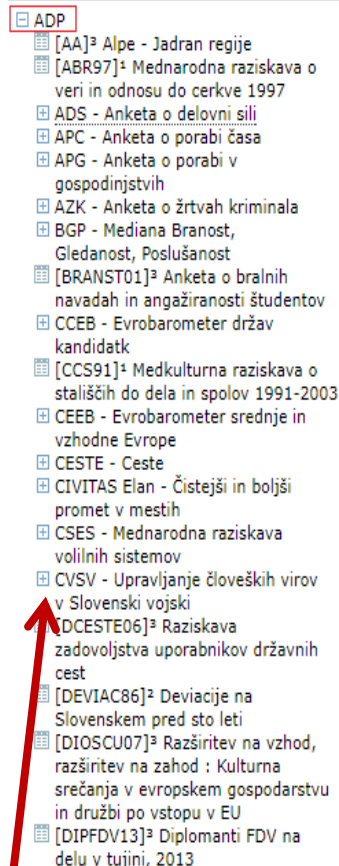 ADP
[AA]³ Alpe - Jadran regije
[ABR97]¹ Mednarodna raziskava o
veri in odnosu do cerkve 1997
ADS - Anketa o delovni sili
APC - Anketa o porabi časa
APG - Anketa o porabi v
gospodinjstvih
AZK - Anketa o žrtvah kriminala
BGP - Mediana Branost,
Gledanost, Poslušanost
[BRANST01]³ Anketa o bralnih
navadah in angažiranosti študentov
CCEB - Evrobarometer držav
kandidatk
[CCS91]¹ Medkulturna raziskava o
stališčih do dela in spolov 1991-2003
CEEB - Evrobarometer srednje in
vzhodne Evrope
CESTE - Ceste
CIVITAS Elan - Čistejši in boljši
promet v mestih
CSES - Mednarodna raziskava
volilnih sistemov
CVSV - Upravljanje človeških virov
v Slovenski vojski
[DCESTE06]³ Raziskava
zadovoljstva uporabnikov državnih
cest
[DEVIAC86]² Deviacije na
Slovenskem pred sto leti
[DIOSCU07]³ Razširitev na vzhod,
razširitev na zahod : Kulturna
srečanja v evropskem gospodarstvu
in družbi po vstopu v EU
[DIPFDV13]³ Diplomanti FDV na
delu v tujini, 2013